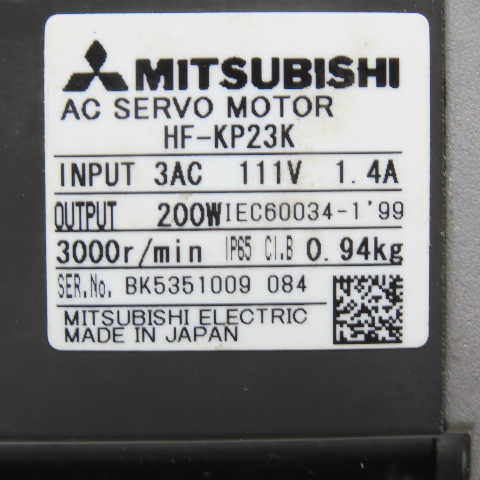 MITSUBISHI
AC SERVO MOTOR
HF-KP23K
INPUT 3AC 111V 1.4A
OUTPUT 200W IEC60034-1'99
3000r/min IP65 CI.B 0.94kg
SER.No. BK5351009 084
MITSUBISHI ELECTRIC
MADE IN JAPAN